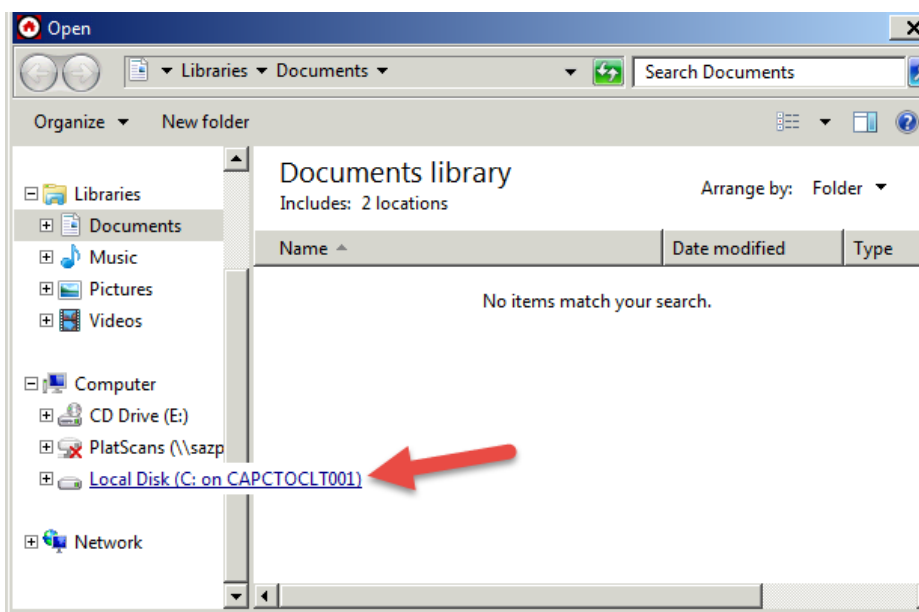 Open
Libraries Documents
Search Documents
Organize New folder
Documents library
Includes: 2 locations
Arrange by: Folder
Name
Date modified
Type
No items match your search.
Libraries
Documents
Music
Pictures
Videos
Computer
CD Drive (E:)
PlatScans (\\sazp
Local Disk (C: on CAPCTOCLT001)
Network